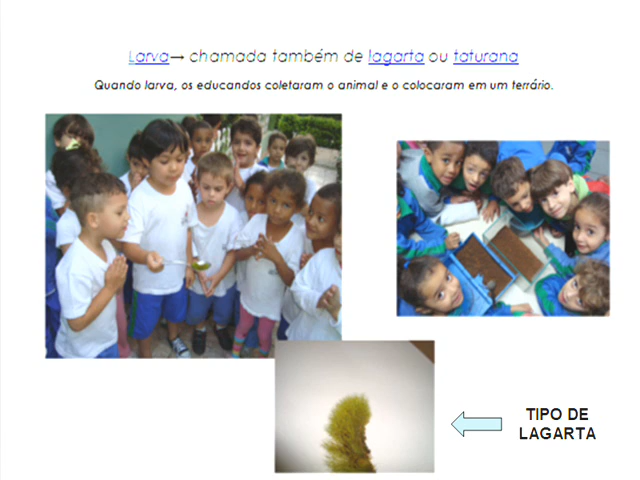 Larva→ chamada também de lagarta ou taturana
Quando larva, os educandos coletaram o animal e o colocaram em um terrário.
TIPO DE
LAGARTA